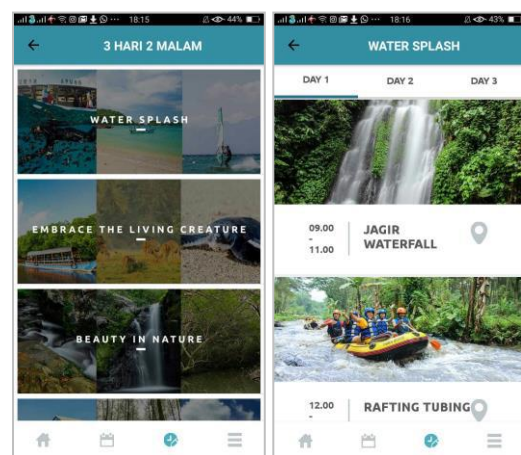 18:15
44%
3 HARI 2 MALAM
WATER SPLASH
EMBRACE THE LIVING CREATURE
BEAUTY IN NATURE
18:16
43%
WATER SPLASH
DAY 1
DAY 2
DAY 3
09.00
-
11.00
JAGIR
WATERFALL
12.00
-
RAFTING TUBING